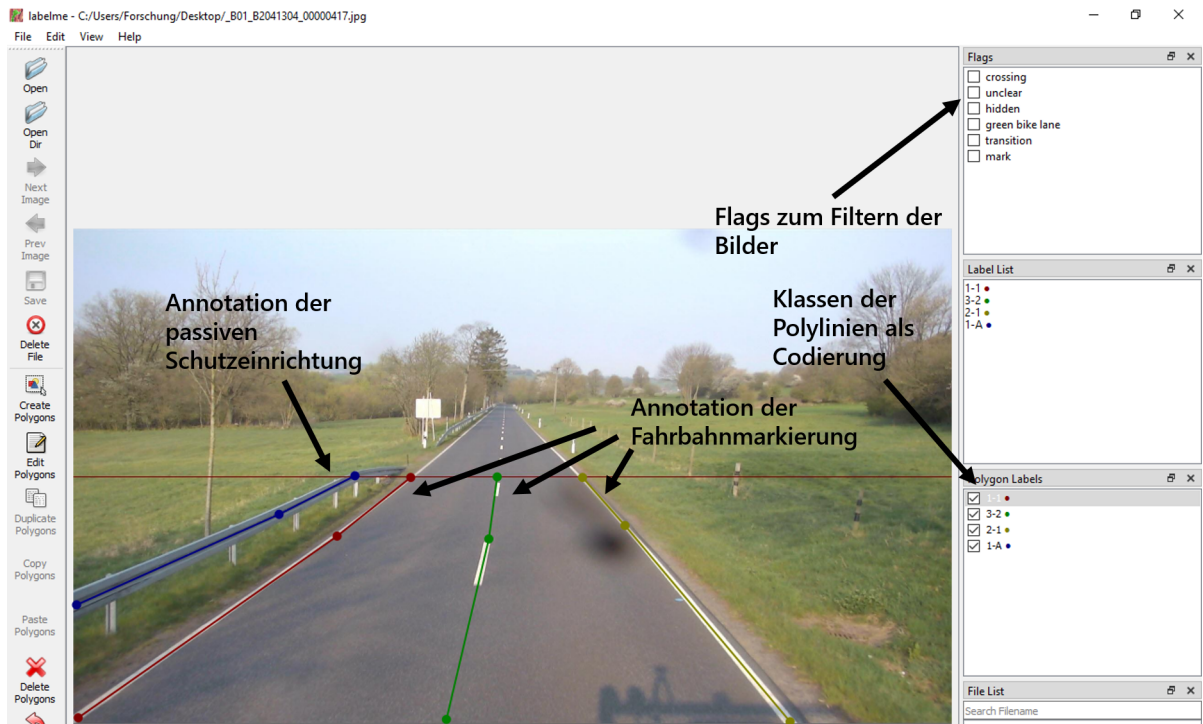 labelme - C:/Users/Forschung/Desktop/_B01_B2041304_00000417.jpg
File Edit View Help
Open
Open
Dir
Next
Image
Prev
Image
Save
Delete
File
Create
Polygons
Edit
Polygons
Duplicate
Polygons
Copy
Polygons
Paste
Polygons
Delete
Polygons
Annotation der
passiven
Schutzeinrichtung
Flags zum Filtern der
Bilder
Klassen der
Polylinien als
Codierung
Annotation der
Fahrbahnmarkierung
Flags
crossing
unclear
hidden
green bike lane
transition
mark
Label List
1-1
3-2
2-1
1-A
Polygon Labels
1-1
3-2
2-1
1-A
File List
Search Filename